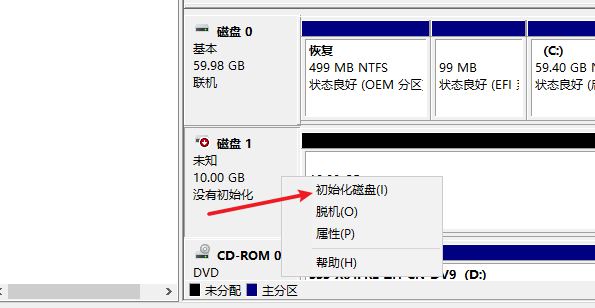 磁盘 0
基本
59.98 GB
联机
恢复
499 MB NTFS
状态良好 (OEM 分区)
99 MB
状态良好 (EFI
(C:)
59.40 GB N
状态良好
磁盘 1
未知
10.00 GB
没有初始化
初始化磁盘(I)
脱机(O)
属性(P)
帮助(H)
CD-ROM 0
DVD
(D:)
未分配 主分区